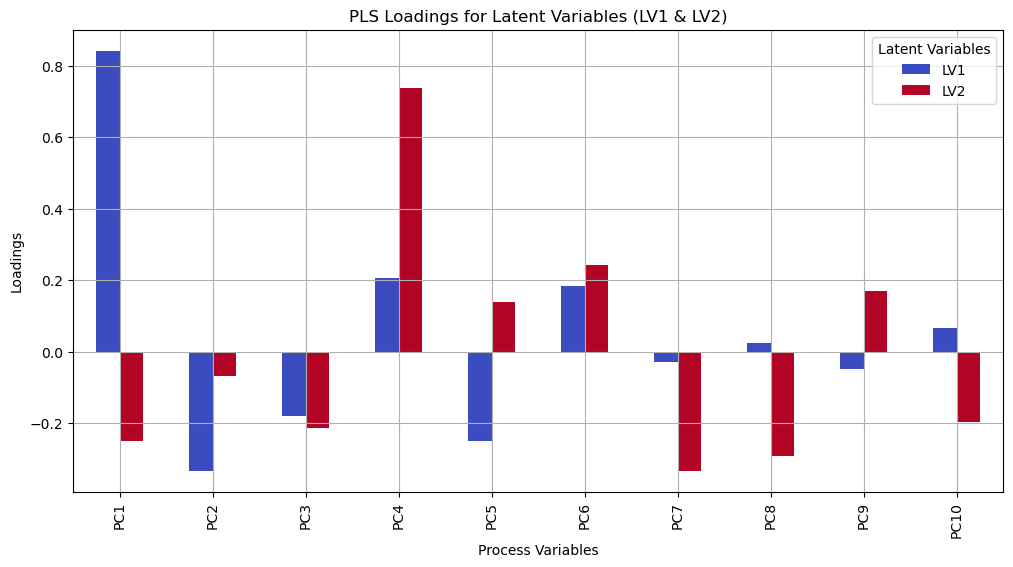 PLS Loadings for Latent Variables (LV1 & LV2)
Latent Variables
LV1
LV2
Loadings
0.8
0.6
0.4
0.2
0.0
−0.2
PC1 PC2 PC3 PC4 PC5 PC6 PC7 PC8 PC9 PC10
Process Variables